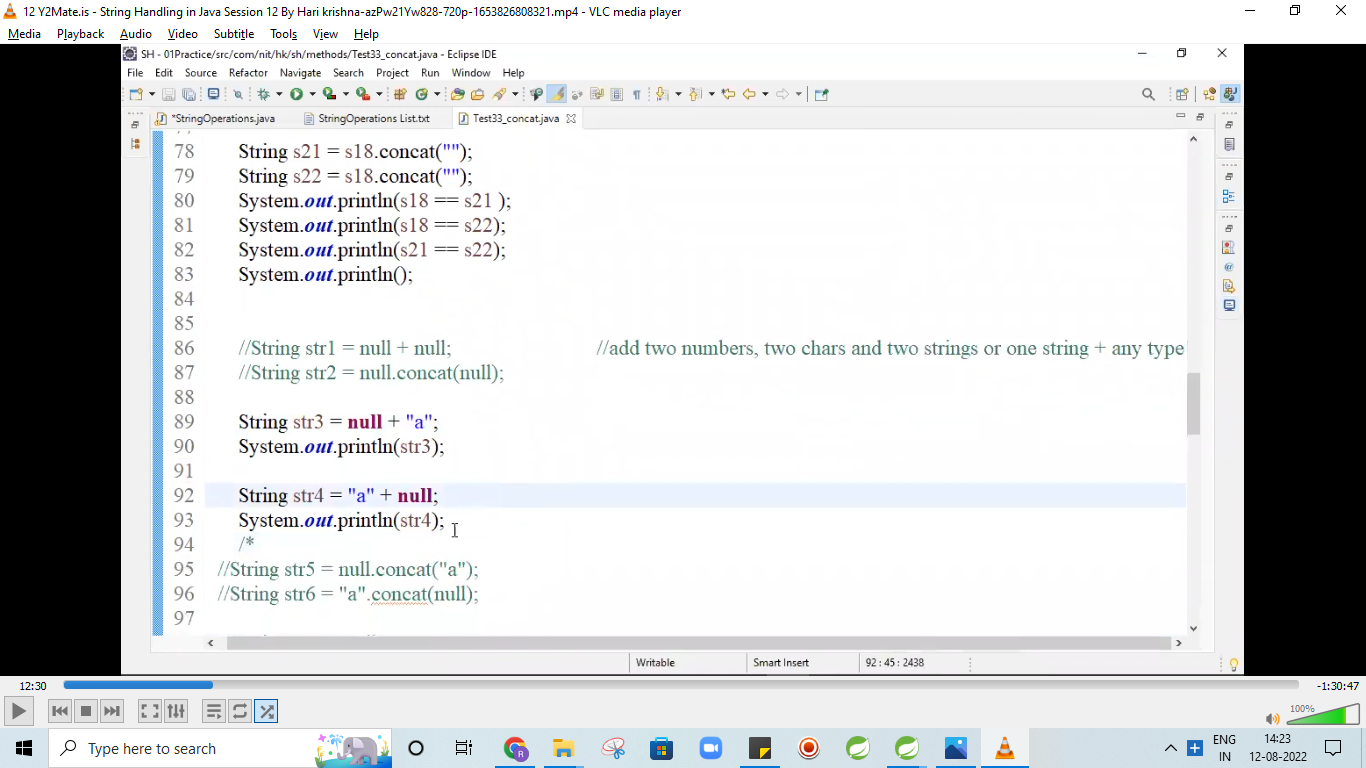 12 Y2Mate.is - String Handling in Java Session 12 By Hari krishna-azPw21Yw828-720p-1653826808321.mp4 - VLC media player
Media Playback Audio Video Subtitle Tools View Help
SH - 01Practice/src/com/nit/hk/sh/methods/Test33_concat.java - Eclipse IDE
File Edit Source Refactor Navigate Search Project Run Window Help
*StringOperations.java StringOperations List.txt Test33_concat.java
78 String s21 = s18.concat("");
79 String s22 = s18.concat("");
80 System.out.println(s18 == s21 );
81 System.out.println(s18 == s22);
82 System.out.println(s21 == s22);
83 System.out.println();
84
85
86 //String str1 = null + null; //add two numbers, two chars and two strings or one string + any type
87 //String str2 = null.concat(null);
88
89 String str3 = null + "a";
90 System.out.println(str3);
91
92 String str4 = "a" + null;
93 System.out.println(str4);
94 /*
95 //String str5 = null.concat("a");
96 //String str6 = "a".concat(null);
97
Writable Smart Insert 92 : 45 : 2438
12:30 -1:30:47
100%
Type here to search
ENG 14:23
IN 12-08-2022